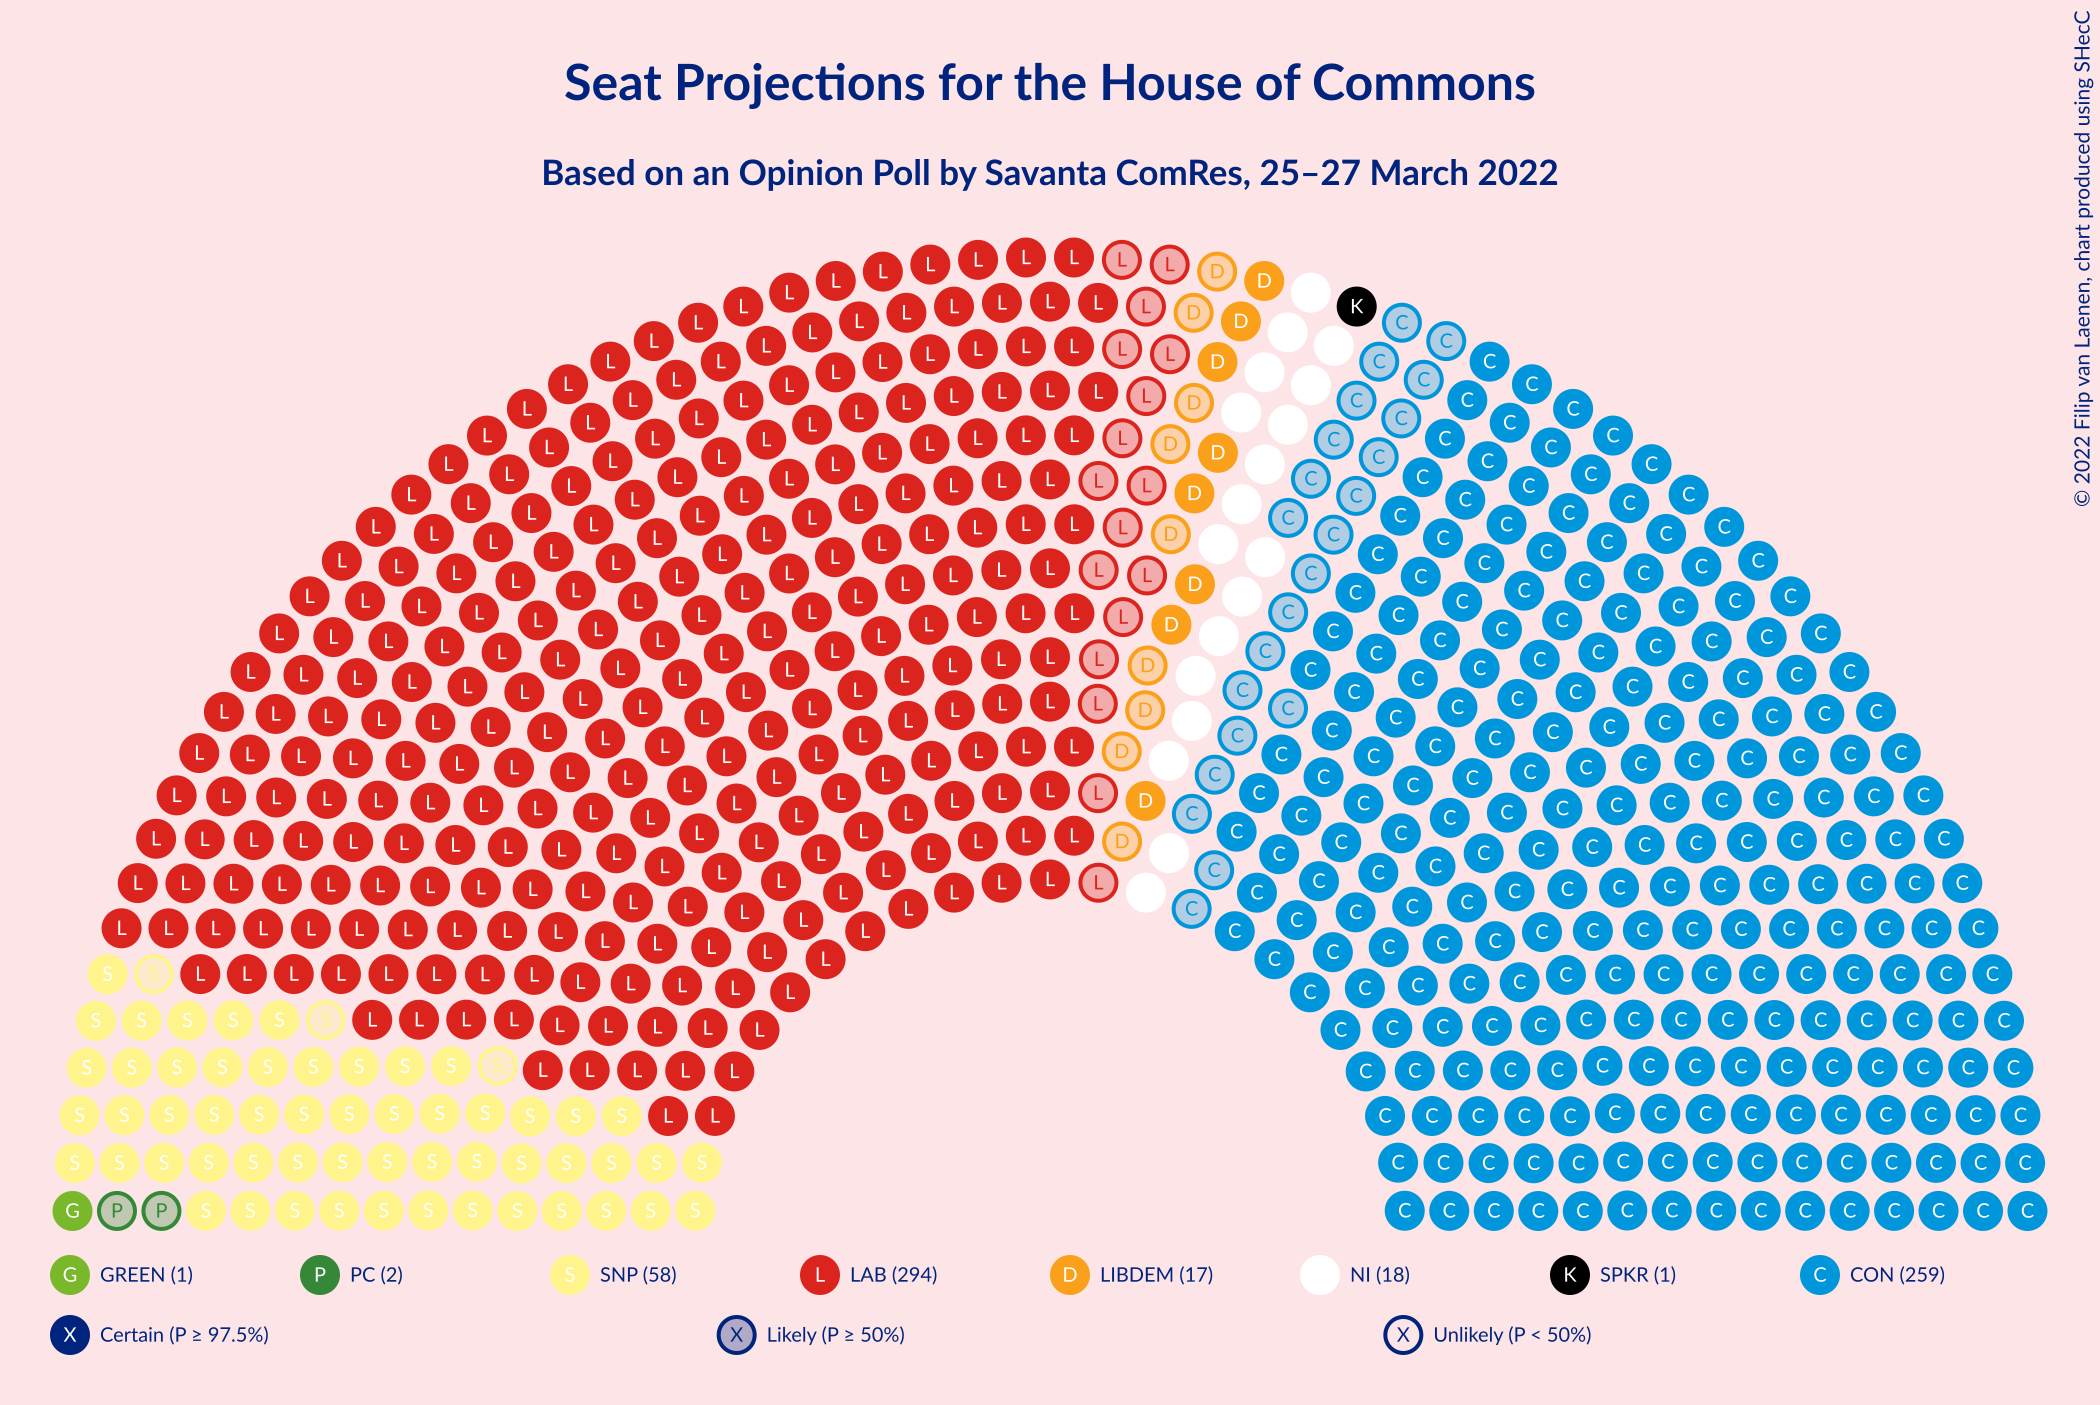 Seat Projections for the House of Commons
Based on an Opinion Poll by Savanta ComRes, 25–27 March 2022
© 2022 Filip van Laenen, chart produced using SHecC
G GREEN (1)
P PC (2)
S SNP (58)
L LAB (294)
D LIBDEM (17)
NI (18)
K SPKR (1)
C CON (259)
X Certain (P ≥ 97.5%)
X Likely (P ≥ 50%)
X Unlikely (P < 50%)